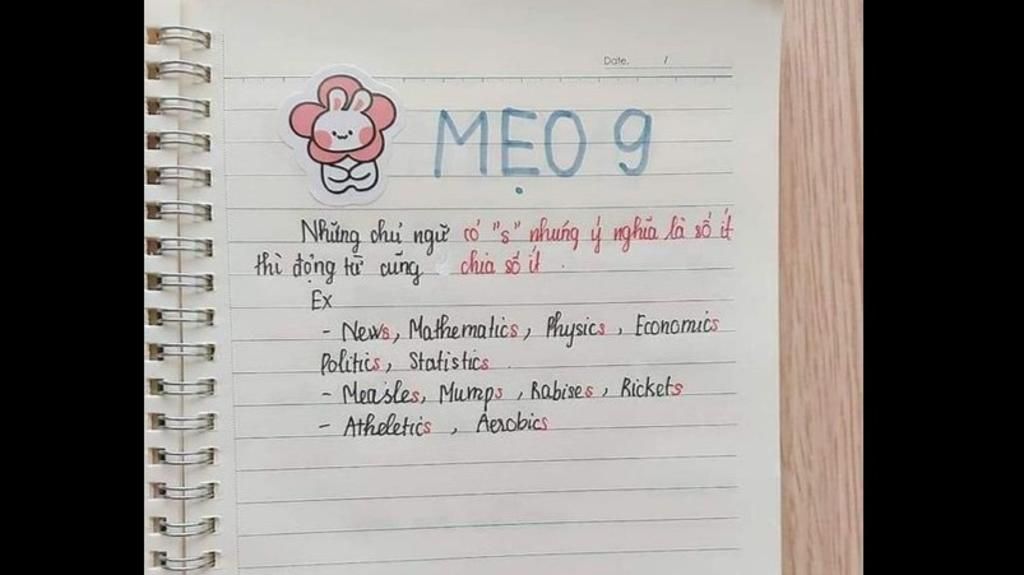 Date. /
MẸO 9
Những chủ ngữ có "s" nhưng ý nghĩa là số ít
thì động từ cũng chia số ít.
Ex
- News, Mathematics, Physics, Economics
Politics, Statistics.
- Measles, Mumps, Rabises, Rickets
- Atheletics, Aerobics